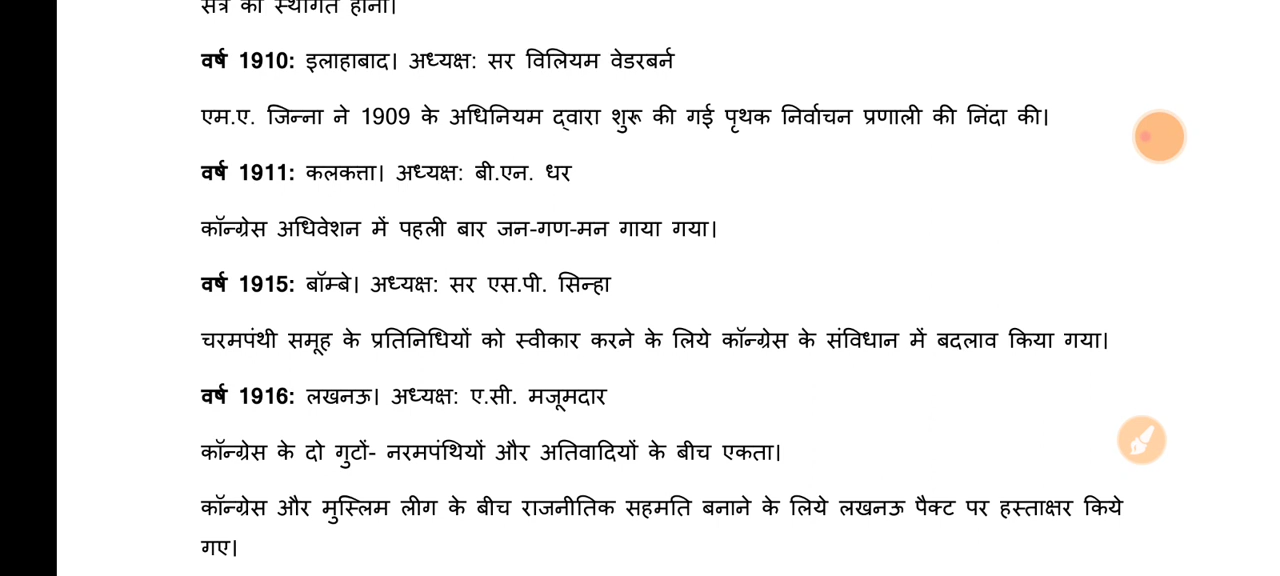 सत्र का स्थगित होना।
वर्ष 1910: इलाहाबाद। अध्यक्ष: सर विलियम वेडरबर्न
एम.ए. जिन्ना ने 1909 के अधिनियम द्वारा शुरू की गई पृथक निर्वाचन प्रणाली की निंदा की।
वर्ष 1911: कलकत्ता। अध्यक्ष: बी.एन. धर
कॉन्ग्रेस अधिवेशन में पहली बार जन-गण-मन गाया गया।
वर्ष 1915: बॉम्बे। अध्यक्ष: सर एस.पी. सिन्हा
चरमपंथी समूह के प्रतिनिधियों को स्वीकार करने के लिये कॉन्ग्रेस के संविधान में बदलाव किया गया।
वर्ष 1916: लखनऊ। अध्यक्ष: ए.सी. मजूमदार
कॉन्ग्रेस के दो गुटों- नरमपंथियों और अतिवादियों के बीच एकता।
कॉन्ग्रेस और मुस्लिम लीग के बीच राजनीतिक सहमति बनाने के लिये लखनऊ पैक्ट पर हस्ताक्षर किये
गए।